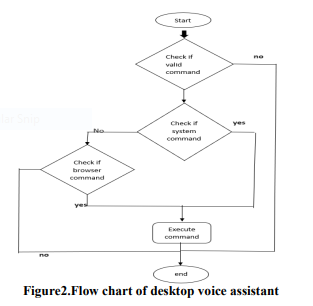 Start
Check If
valid
command
no
Check if
system
command
yes
No
Check if
browser
command
yes
Execute
command
no
end
Figure2.Flow chart of desktop voice assistant